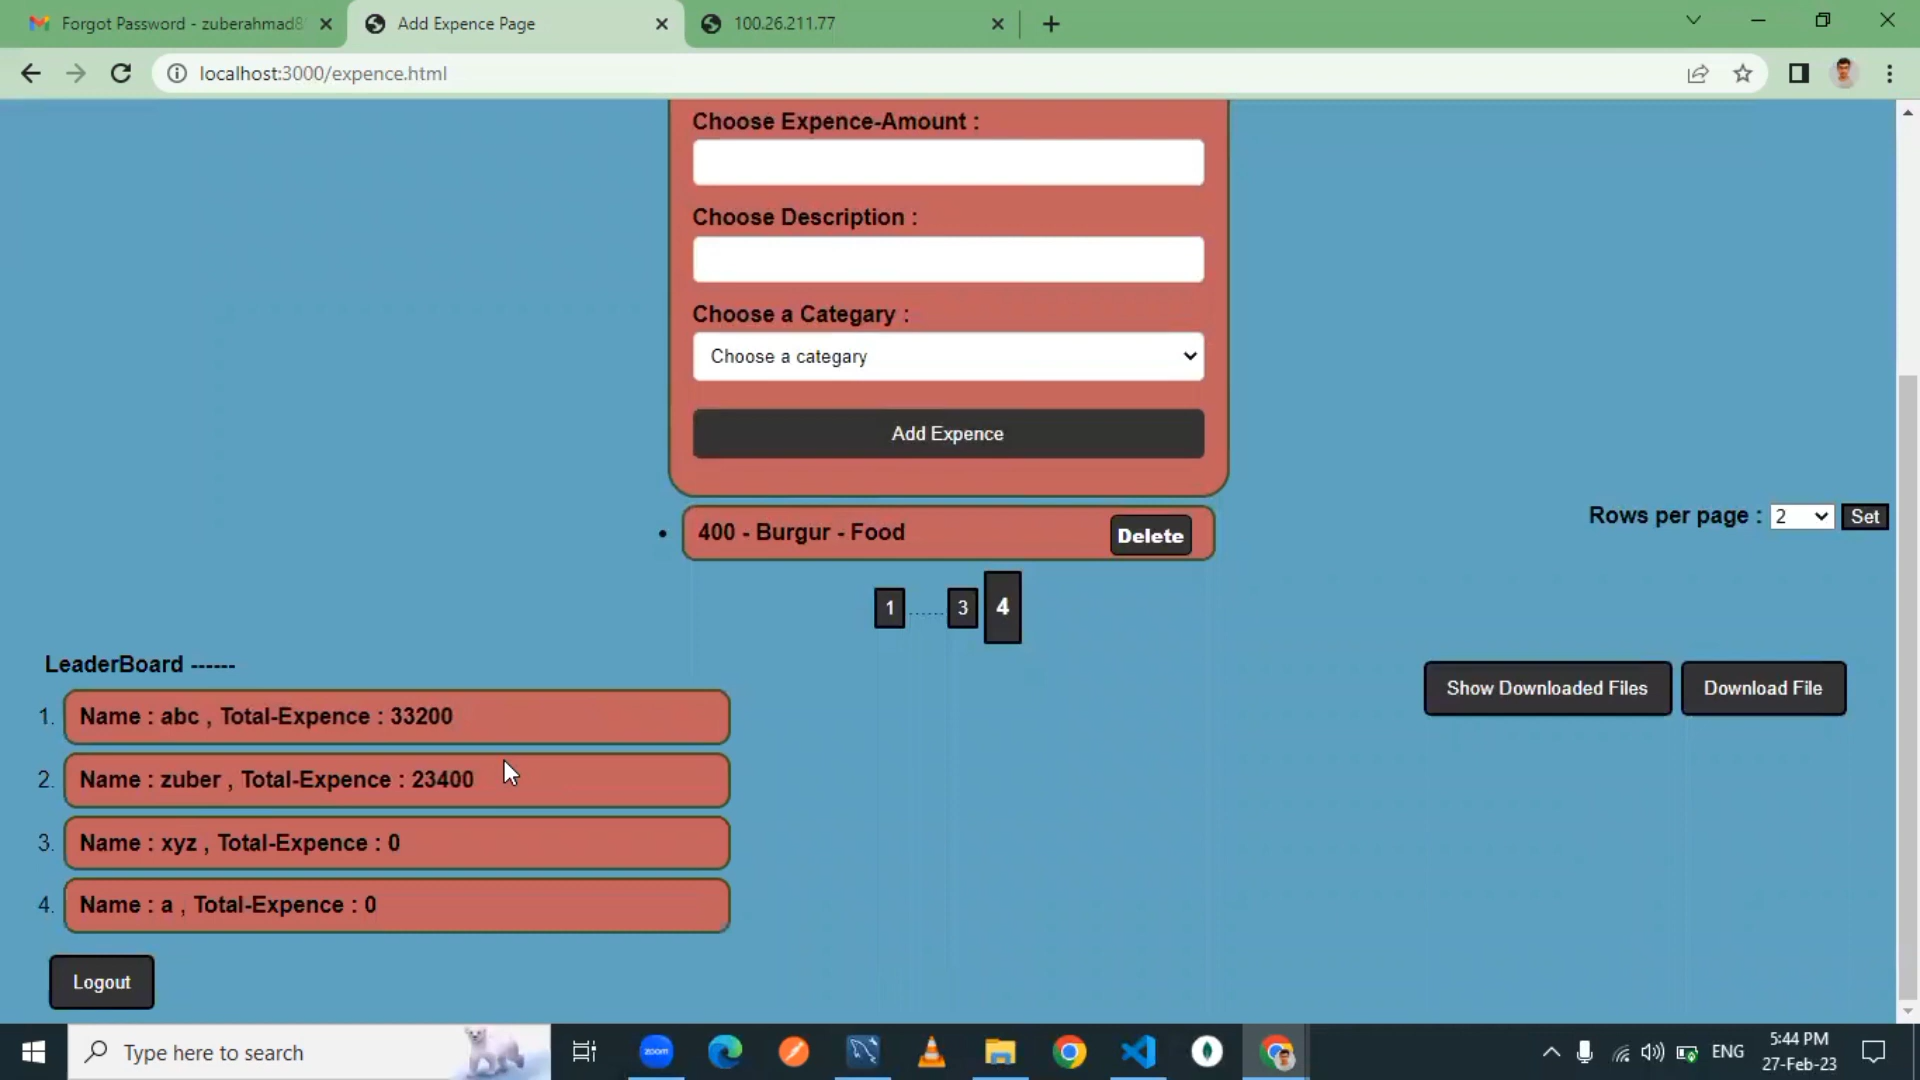 Forgot Password - zuberahmad8
Add Expence Page
100.26.211.77
localhost:3000/expence.html
Choose Expence-Amount :
Choose Description :
Choose a Categary :
Choose a categary
Add Expence
400 - Burgur - Food
Delete
Rows per page : 2 Set
1 ...... 3 4
LeaderBoard ------
1. Name : abc , Total-Expence : 33200
2. Name : zuber , Total-Expence : 23400
3. Name : xyz , Total-Expence : 0
4. Name : a , Total-Expence : 0
Show Downloaded Files
Download File
Logout
Type here to search
zoom
ENG
5:44 PM
27-Feb-23